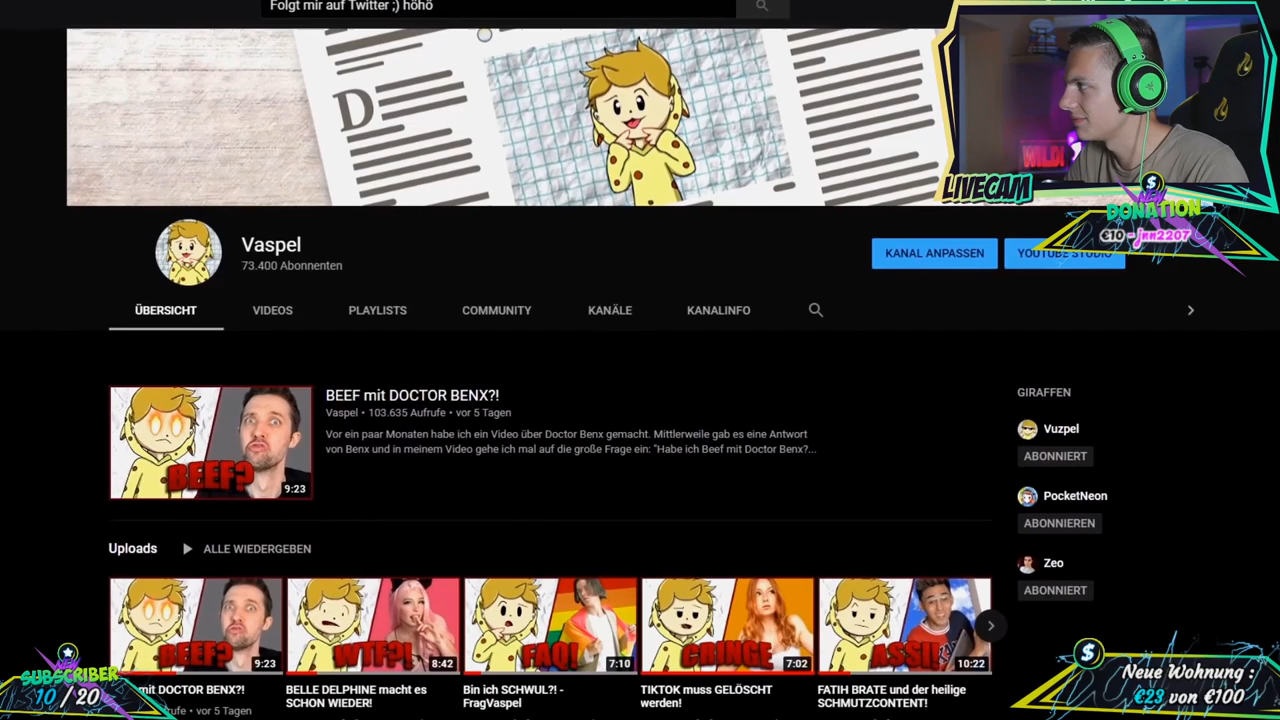 Folgt mir auf Twitter ;) höhö
D
WILD!
LIVECAM
NEW
DONATION
€10 - jnn2207
Vaspel
73.400 Abonnenten
KANAL ANPASSEN
YOUTUBE STUDIO
ÜBERSICHT
VIDEOS
PLAYLISTS
COMMUNITY
KANÄLE
KANALINFO
BEEF?
9:23
BEEF mit DOCTOR BENX?!
Vaspel • 103.635 Aufrufe • vor 5 Tagen
Vor ein paar Monaten habe ich ein Video über Doctor Benx gemacht. Mittlerweile gab es eine Antwort
von Benx und in meinem Video gehe ich mal auf die große Frage ein: "Habe ich Beef mit Doctor Benx?...
GIRAFFEN
Vuzpel
ABONNIERT
PocketNeon
ABONNIEREN
Zeo
ABONNIERT
Uploads
ALLE WIEDERGEBEN
BEEF?
9:23
WTF?!
8:42
FAQ!
7:10
CRINGE
7:02
ASSI!
10:22
mit DOCTOR BENX?!
vor 5 Tagen
BELLE DELPHINE macht es
SCHON WIEDER!
Bin ich SCHWUL?! -
FragVaspel
TIKTOK muss GELÖSCHT
werden!
FATIH BRATE und der heilige
SCHMUTZCONTENT!
NEW
SUBSCRIBER
10 / 20
Neue Wohnung :
€23 von €100